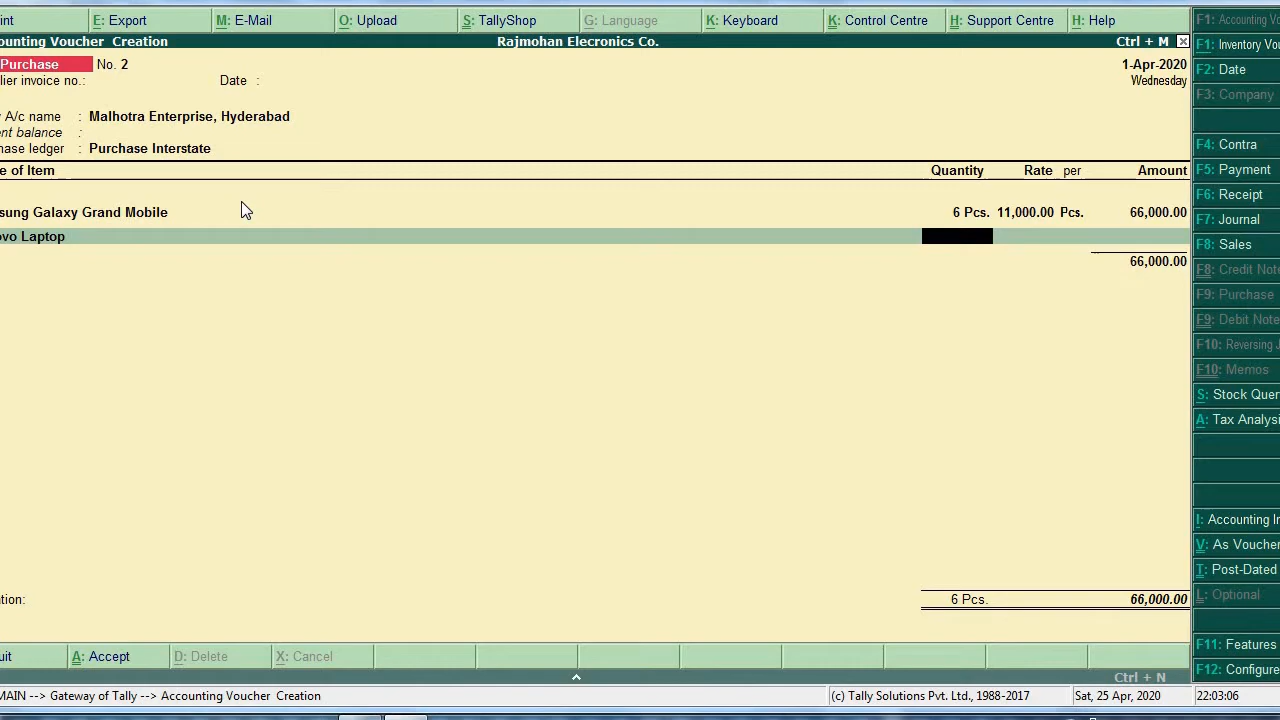 int E: Export M: E-Mail O: Upload S: TallyShop G: Language K: Keyboard K: Control Centre H: Support Centre H: Help
ounting Voucher Creation Rajmohan Elecronics Co. Ctrl + M
Purchase No. 2 1-Apr-2020
lier invoice no.: Date : Wednesday
y A/c name : Malhotra Enterprise, Hyderabad
ent balance :
hase ledger : Purchase Interstate
e of Item Quantity Rate per Amount
sung Galaxy Grand Mobile 6 Pcs. 11,000.00 Pcs. 66,000.00
ovo Laptop
66,000.00
ation: 6 Pcs. 66,000.00
uit A: Accept D: Delete X: Cancel
Ctrl + N
MAIN --> Gateway of Tally --> Accounting Voucher Creation (c) Tally Solutions Pvt. Ltd., 1988-2017 Sat, 25 Apr, 2020 22:03:06
F1: Accounting Vo
F1: Inventory Vou
F2: Date
F3: Company
F4: Contra
F5: Payment
F6: Receipt
F7: Journal
F8: Sales
F8: Credit Note
F9: Purchase
F9: Debit Note
F10: Reversing J
F10: Memos
S: Stock Quer
A: Tax Analysi
I: Accounting In
V: As Voucher
T: Post-Dated
L: Optional
F11: Features
F12: Configure